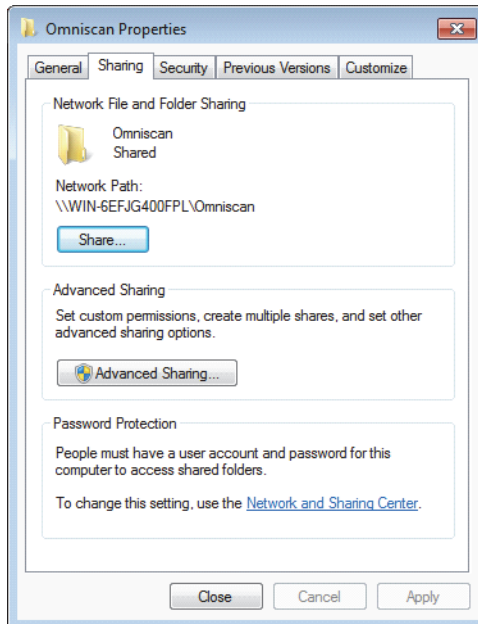 Omniscan Properties
General Sharing Security Previous Versions Customize
Network File and Folder Sharing
Omniscan
Shared
Network Path:
\\WIN-6EFJG400FPL\Omniscan
Share...
Advanced Sharing
Set custom permissions, create multiple shares, and set other
advanced sharing options.
Advanced Sharing...
Password Protection
People must have a user account and password for this
computer to access shared folders.
To change this setting, use the Network and Sharing Center.
Close Cancel Apply